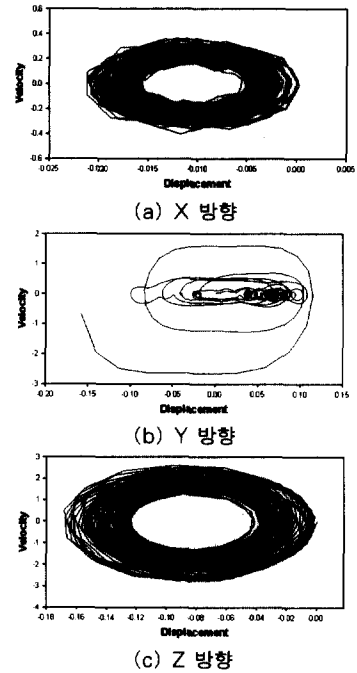 0.6
0.4
0.2
0.0
-0.2
-0.4
-0.6
Velocity
-0.025 -0.020 -0.015 -0.010 -0.005 0.000 0.005
Displacement
(a) X 방향
2
1
0
-1
-2
-3
Velocity
-0.20 -0.15 -0.10 -0.05 0.00 0.05 0.10 0.15
Displacement
(b) Y 방향
3
2
1
0
-1
-2
-3
-4
Velocity
-0.18 -0.16 -0.14 -0.12 -0.10 -0.08 -0.06 -0.04 -0.02 0.00
Displacement
(c) Z 방향